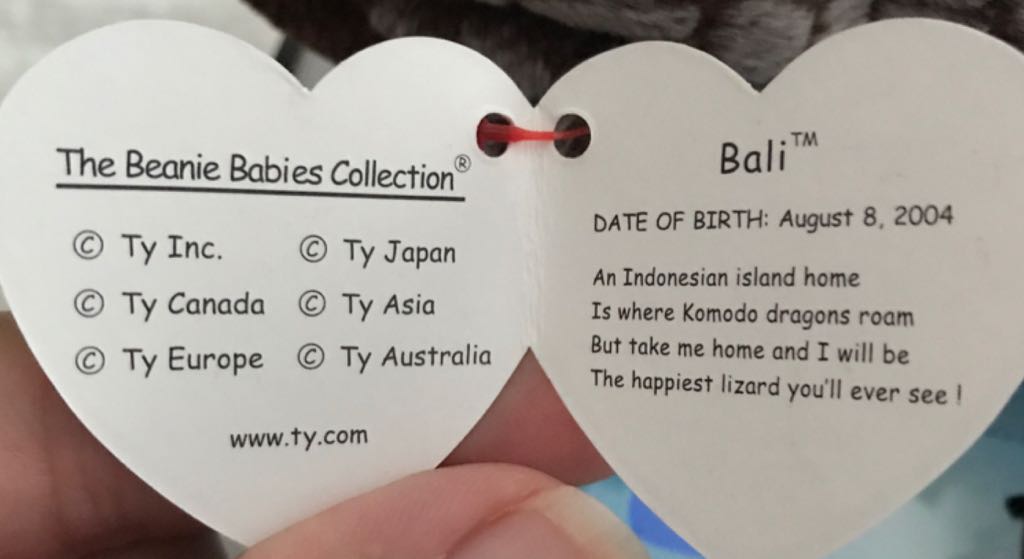 The Beanie Babies Collection®
© Ty Inc. © Ty Japan
© Ty Canada © Ty Asia
© Ty Europe © Ty Australia
www.ty.com
Bali™
DATE OF BIRTH: August 8, 2004
An Indonesian island home
Is where Komodo dragons roam
But take me home and I will be
The happiest lizard you'll ever see !